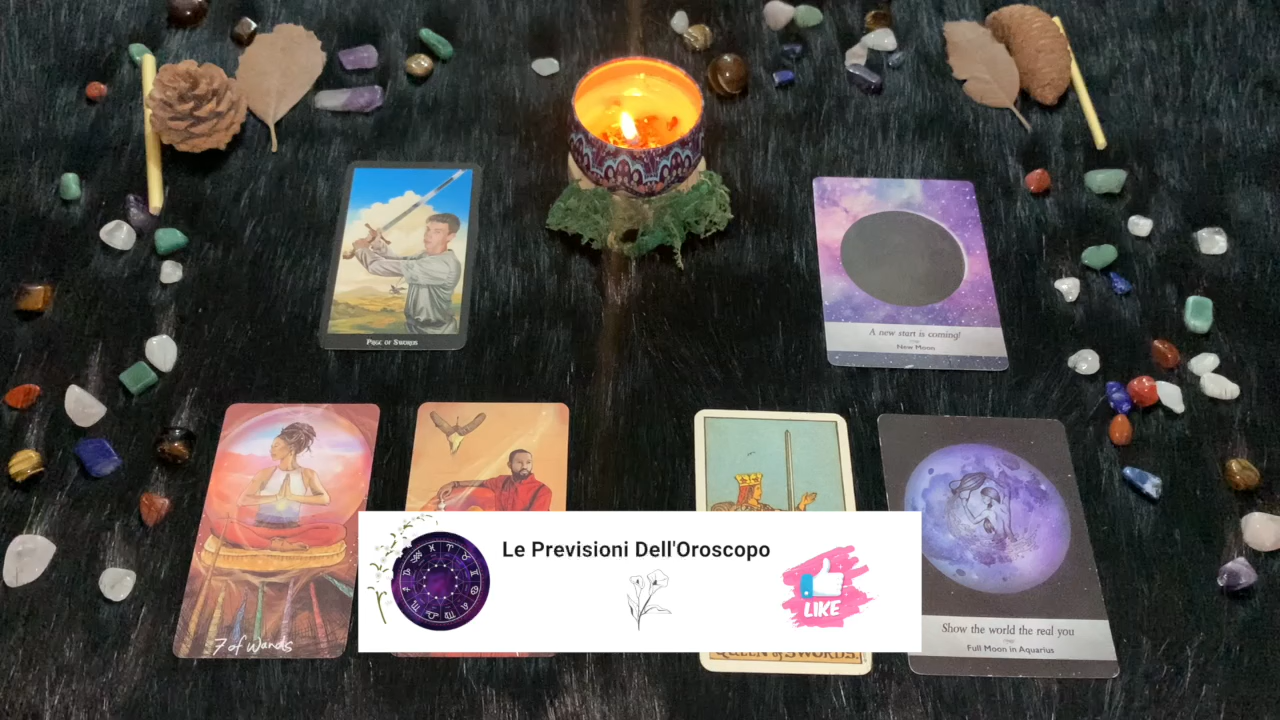 PAGE OF SWORDS
A new start is coming!
New Moon
7 of Wands
Le Previsioni Dell'Oroscopo
LIKE
QUEEN of SWORDS.
Show the world the real you
Full Moon in Aquarius